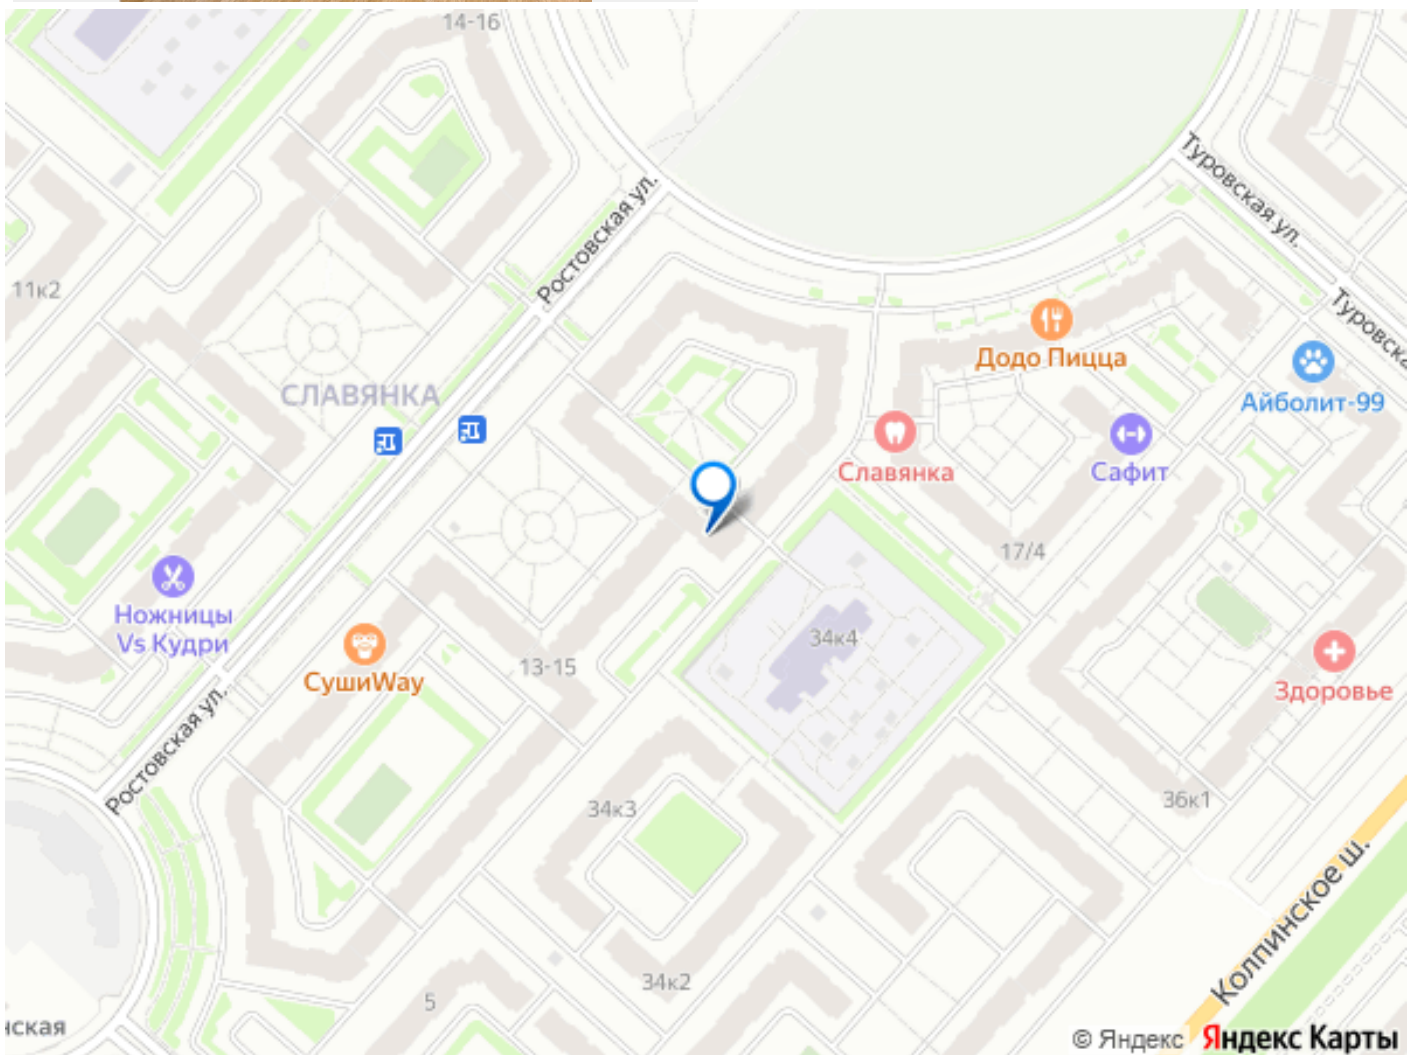 14-16
Ростовская ул.
Туровская ул.
Туровска
11к2
СЛАВЯНКА
Додо Пицца
Айболит-99
Славянка
Сафит
17/4
Ножницы
Vs Кудри
СушиWay
13-15
34к4
Здоровье
Ростовская ул.
34к3
36к1
Колпинское ш.
34к2
5
нская
© Яндекс Яндекс Карты